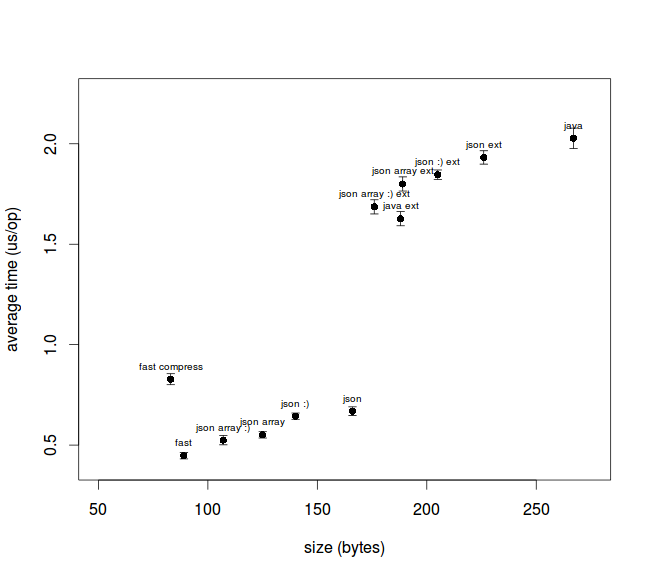 java
json ext
json :) ext
json array ext
json array :) ext
java ext
fast compress
json
json :)
json array
json array :)
fast
average time (us/op)
2.0
1.5
1.0
0.5
50 100 150 200 250
size (bytes)